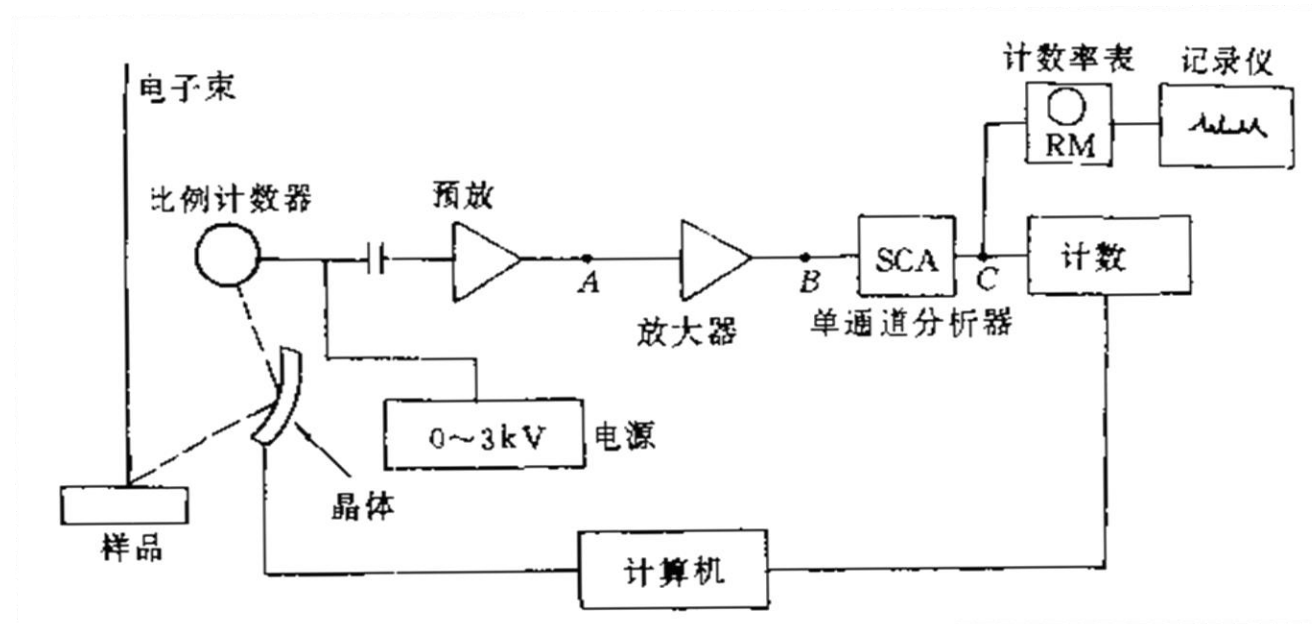 计数率表
记录仪
电子束
RM
比例计数器
预放
SCA
计数
A
B
C
放大器
单通道分析器
0～3kV
电源
晶体
样品
计算机